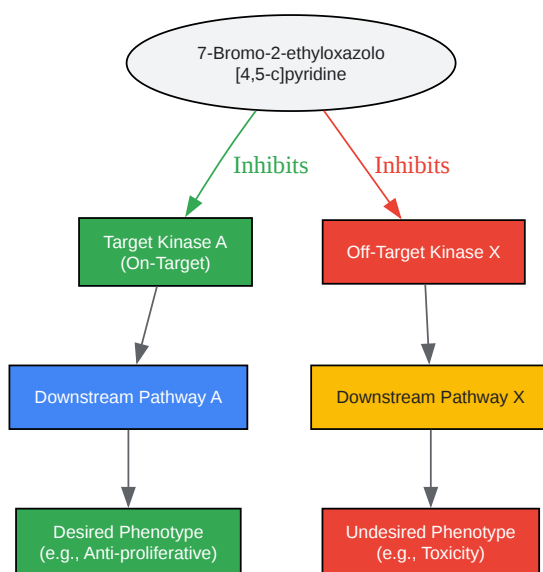 7-Bromo-2-ethyloxazolo
[4,5-c]pyridine
Inhibits
Inhibits
Target Kinase A
(On-Target)
Off-Target Kinase X
Downstream Pathway A
Downstream Pathway X
Desired Phenotype
(e.g., Anti-proliferative)
Undesired Phenotype
(e.g., Toxicity)